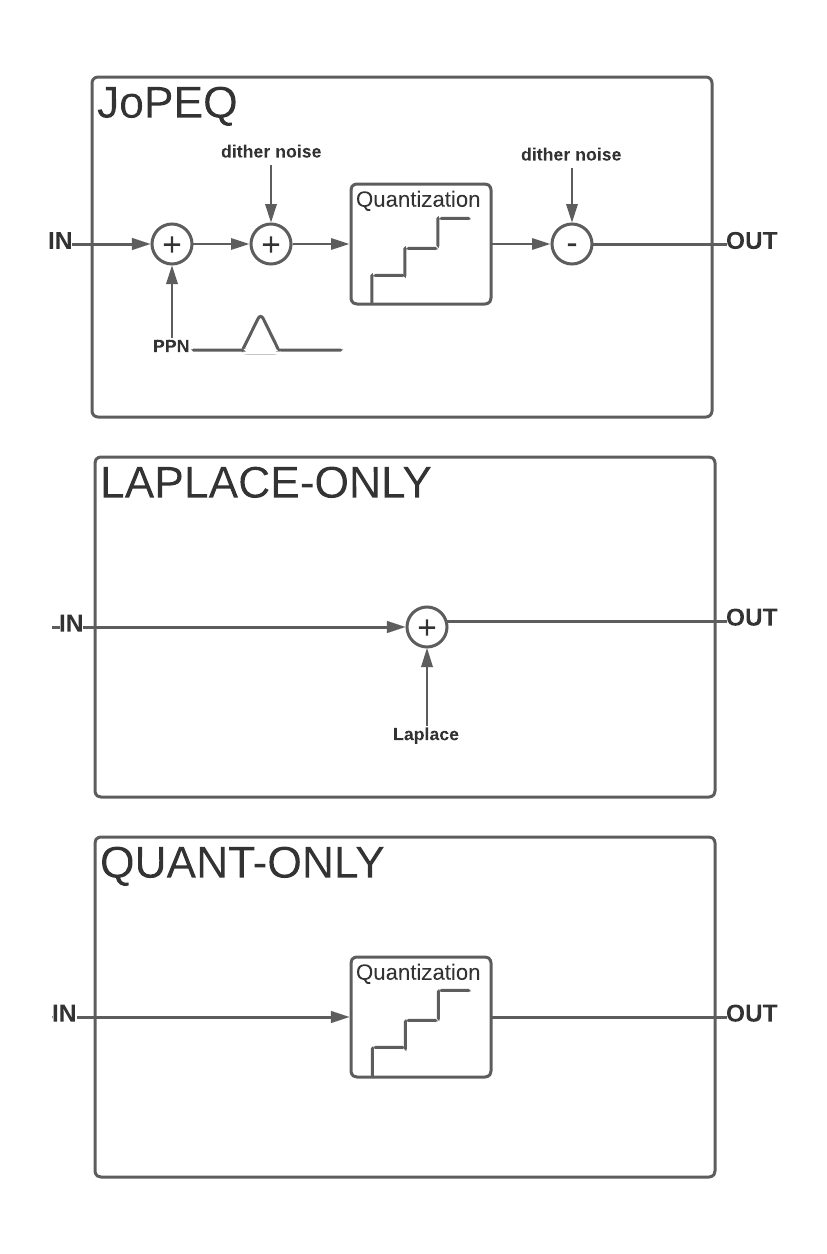 JoPEQ
dither noise
dither noise
Quantization
IN
+
+
-
OUT
PPN
LAPLACE-ONLY
IN
+
OUT
Laplace
QUANT-ONLY
Quantization
IN
OUT